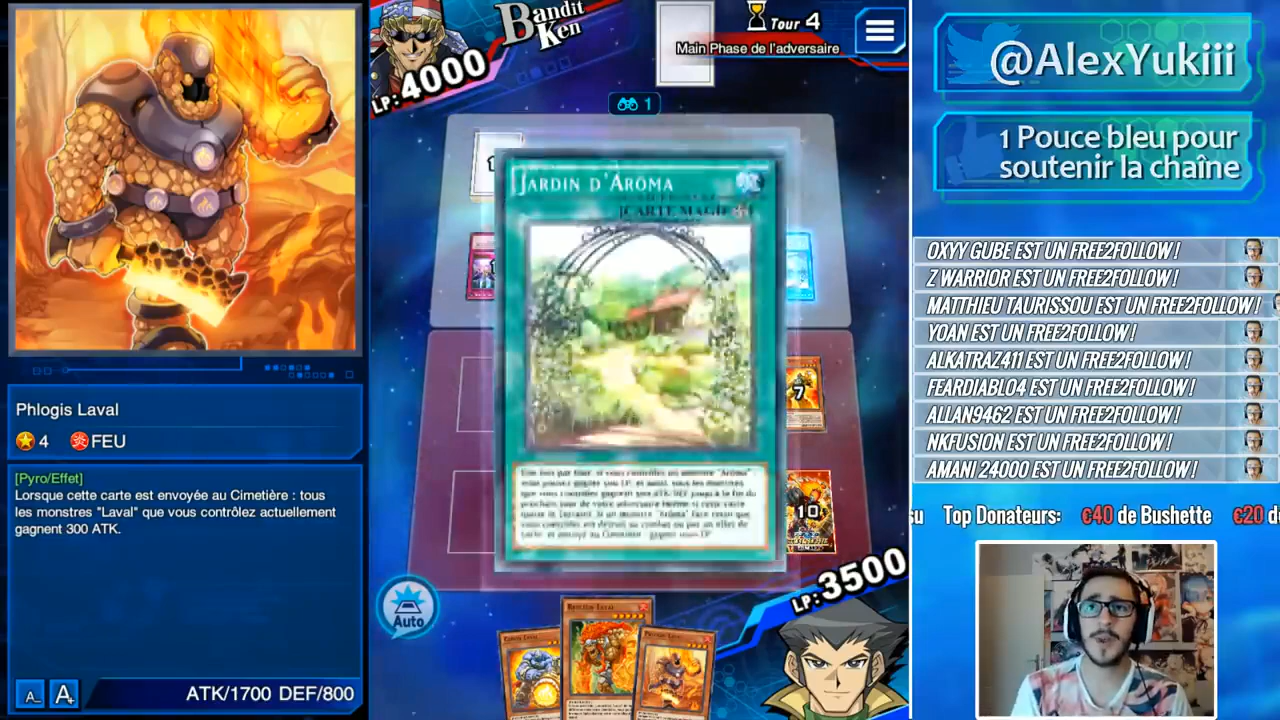 Phlogis Laval
4 FEU
[Pyro/Effet]
Lorsque cette carte est envoyée au Cimetière : tous
les monstres "Laval" que vous contrôlez actuellement
gagnent 300 ATK.
A- A+ ATK/1700 DEF/800
LP: 4000
Bandit
Ken
Tour 4
Main Phase de l'adversaire
1
JARDIN D'ARÔMA
[CARTE MAGIE
7
10
Auto
LP: 3500
@AlexYukiii
1 Pouce bleu pour
soutenir la chaîne
OXYY GUBE EST UN FREE2FOLLOW !
Z WARRIOR EST UN FREE2FOLLOW !
MATTHIEU TAURISSOU EST UN FREE2FOLLOW !
YOAN EST UN FREE2FOLLOW !
ALKATRAZ411 EST UN FREE2FOLLOW !
FEARDIABLO4 EST UN FREE2FOLLOW !
ALLAN9462 EST UN FREE2FOLLOW !
NKFUSION EST UN FREE2FOLLOW !
AMAN 24000 EST UN FREE2FOLLOW !
su Top Donateurs: €40 de Bushette €20 d